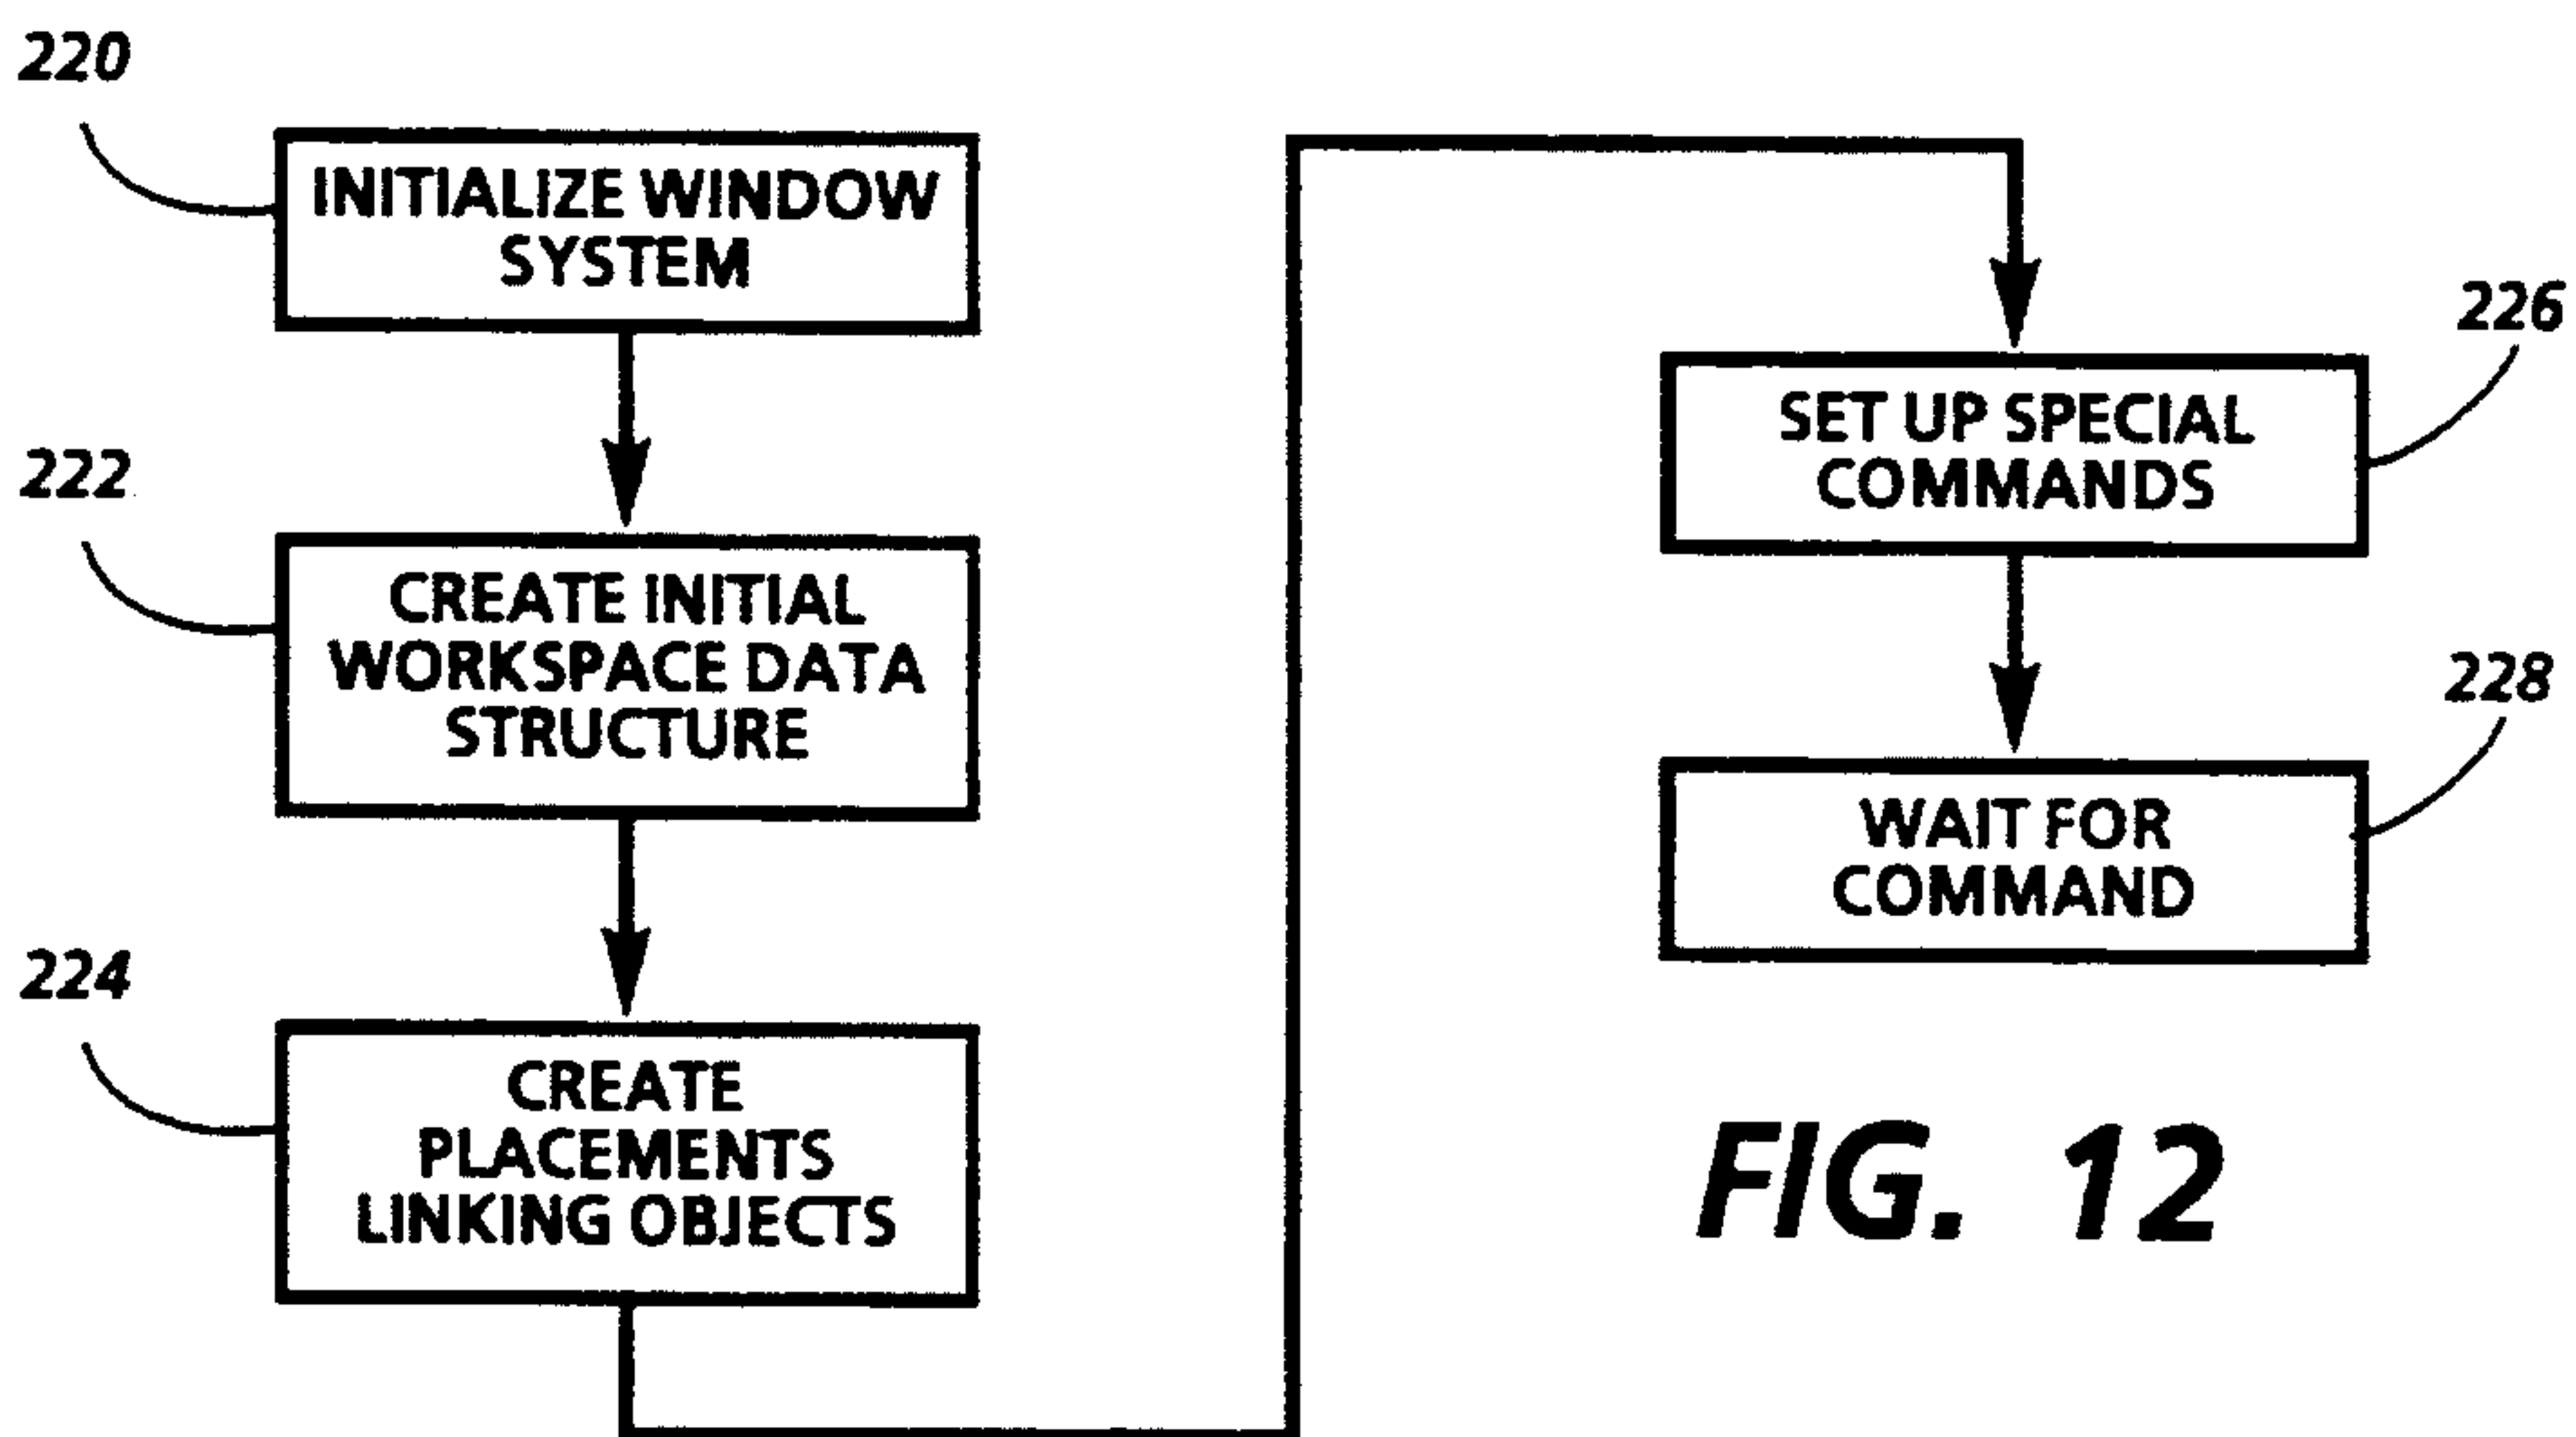 220
INITIALIZE WINDOW
SYSTEM
222
CREATE INITIAL
WORKSPACE DATA
STRUCTURE
224
CREATE
PLACEMENTS
LINKING OBJECTS
226
SET UP SPECIAL
COMMANDS
228
WAIT FOR
COMMAND
FIG. 12